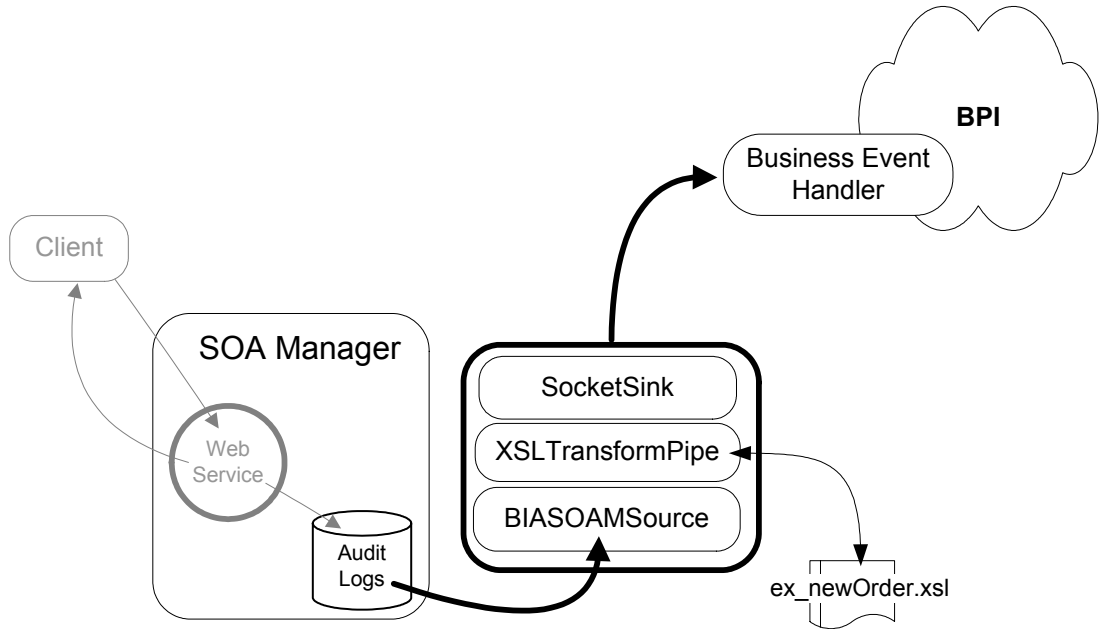 BPI
Business Event
Handler
Client
SOA Manager
SocketSink
XSLTransformPipe
Web
Service
BIASOAMSource
Audit
Logs
ex_newOrder.xsl